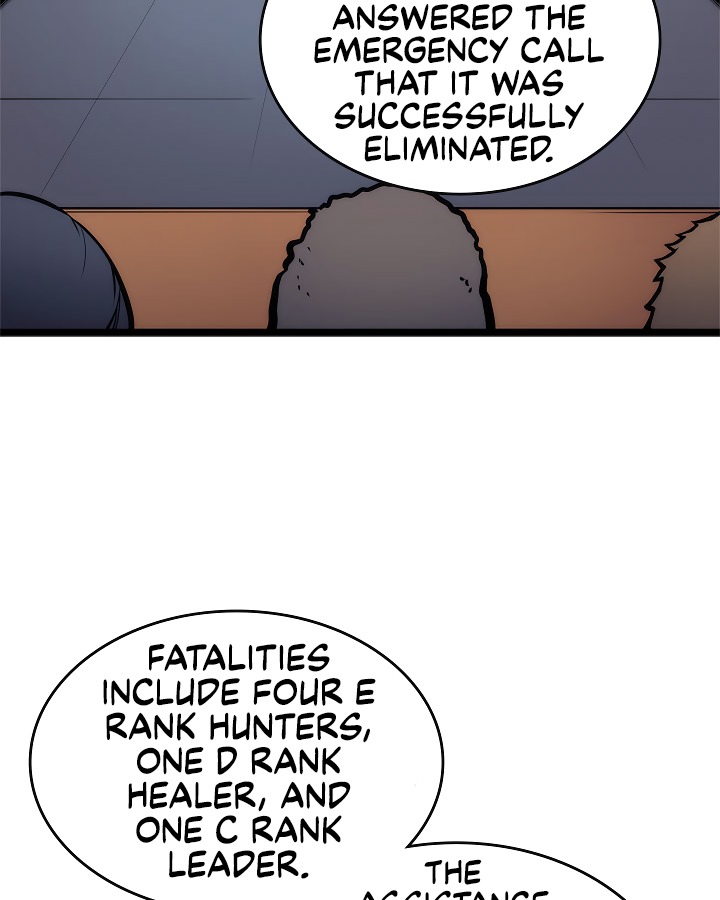 ANSWERED THE
EMERGENCY CALL
THAT IT WAS
SUCCESSFULLY
ELIMINATED.
FATALITIES
INCLUDE FOUR E
RANK HUNTERS,
ONE D RANK
HEALER, AND
ONE C RANK
LEADER.
THE
ASSISTANCE